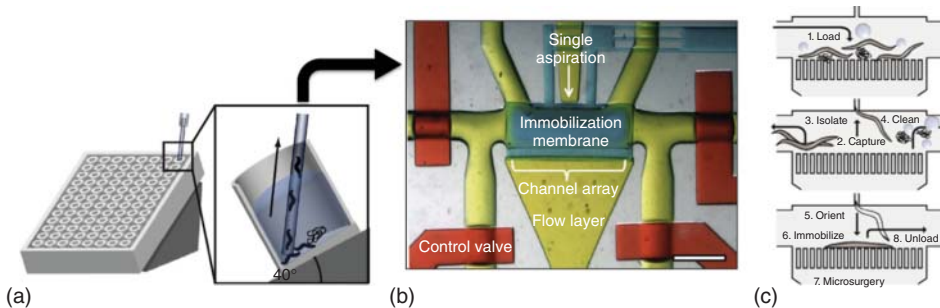 40°
(a)
Single
aspiration
Immobilization
membrane
Channel array
Flow layer
Control valve
(b)
1. Load
3. Isolate
4. Clean
2. Capture
5. Orient
6. Immobilize
8. Unload
7. Microsurgery
(c)